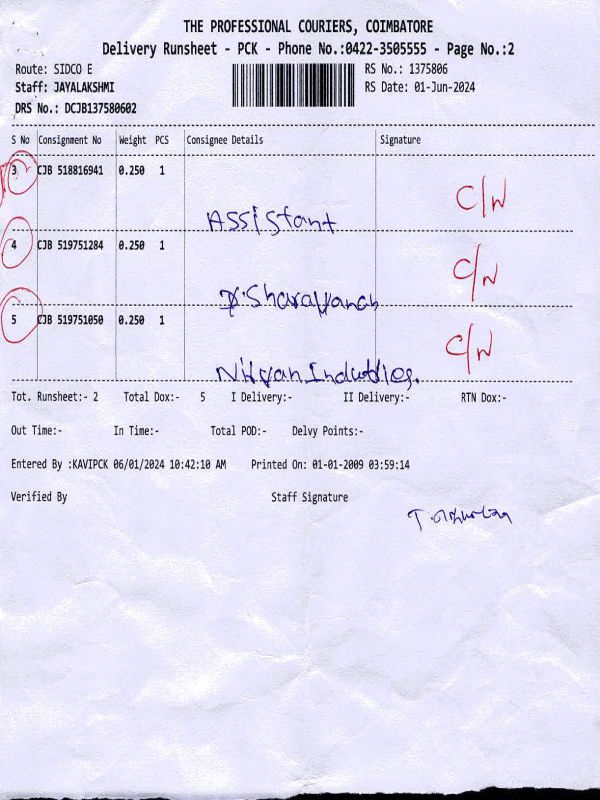 THE PROFESSIONAL COURIERS, COIMBATORE
Delivery Runsheet - PCK - Phone No.:0422-3505555 - Page No.:2
Route: SIDCO E RS No.: 1375806
Staff: JAYALAKSHMI RS Date: 01-Jun-2024
DRS No.: DCJB137580602
S No Consignment No Weight PCS Consignee Details Signature
3 CJB 518816941 0.250 1
C/N
Assistant
4 CJB 519751284 0.250 1
C/N
5 CJB 519751050 0.250 1
C/N
Tot. Runsheet:- 2 Total Dox:- 5 I Delivery:- II Delivery:- RTN Dox:-
Out Time:- In Time:- Total POD:- Delvy Points:-
Entered By :KAVIPCK 06/01/2024 10:42:10 AM Printed On: 01-01-2009 03:59:14
Verified By Staff Signature